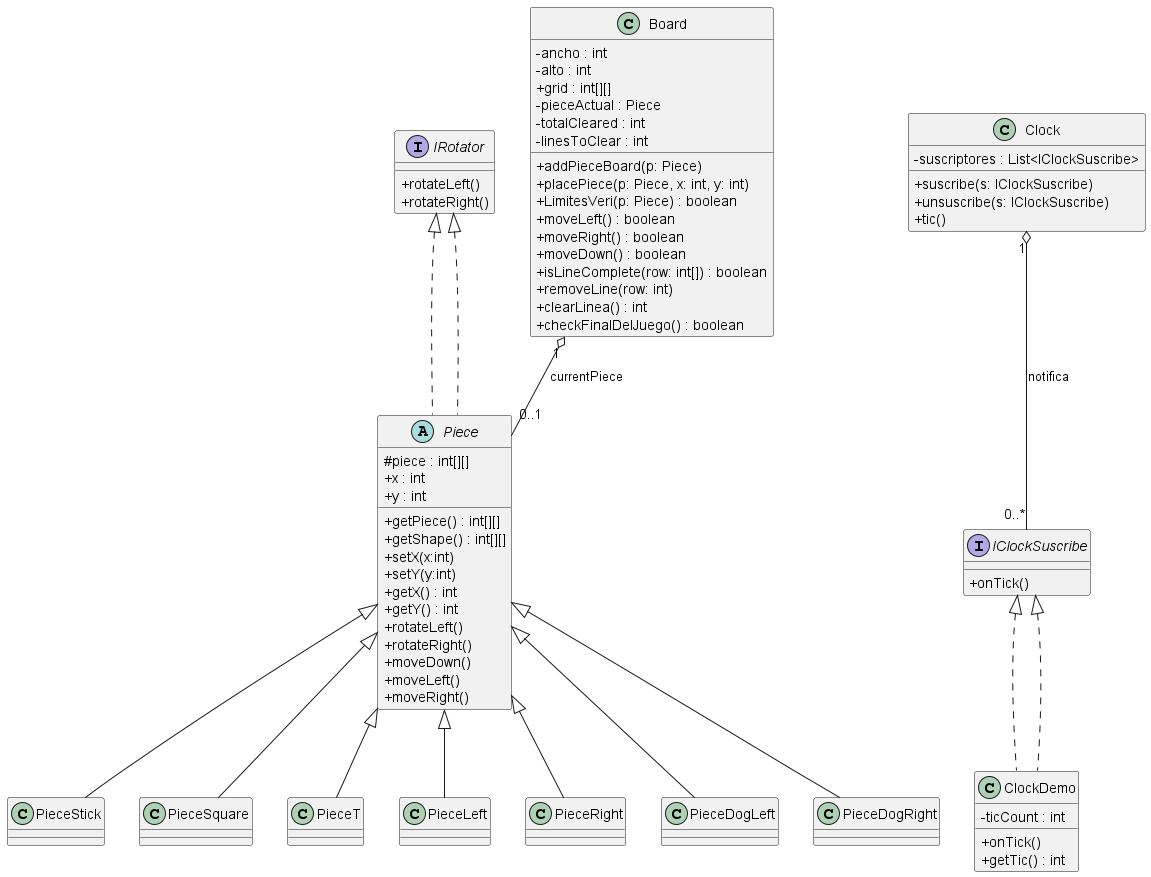 C Board
-ancho : int
-alto : int
+grid : int[][]
-pieceActual : Piece
-totalCleared : int
-linesToClear : int
+addPieceBoard(p: Piece)
+placePiece(p: Piece, x: int, y: int)
+LimitesVeri(p: Piece) : boolean
+moveLeft() : boolean
+moveRight() : boolean
+moveDown() : boolean
+isLineComplete(row: int[]) : boolean
+removeLine(row: int)
+clearLinea() : int
+checkFinalDelJuego() : boolean
I IRotator
+rotateLeft()
+rotateRight()
C Clock
-suscriptores : List<IClockSuscribe>
+suscribe(s: IClockSuscribe)
+unsuscribe(s: IClockSuscribe)
+tic()
1
notifica
0..*
1
currentPiece
0..1
A Piece
#piece : int[][]
+x : int
+y : int
+getPiece() : int[][]
+getShape() : int[][]
+setX(x:int)
+setY(y:int)
+getX() : int
+getY() : int
+rotateLeft()
+rotateRight()
+moveDown()
+moveLeft()
+moveRight()
I IClockSuscribe
+onTick()
C PieceStick
C PieceSquare
C PieceT
C PieceLeft
C PieceRight
C PieceDogLeft
C PieceDogRight
C ClockDemo
-ticCount : int
+onTick()
+getTic() : int